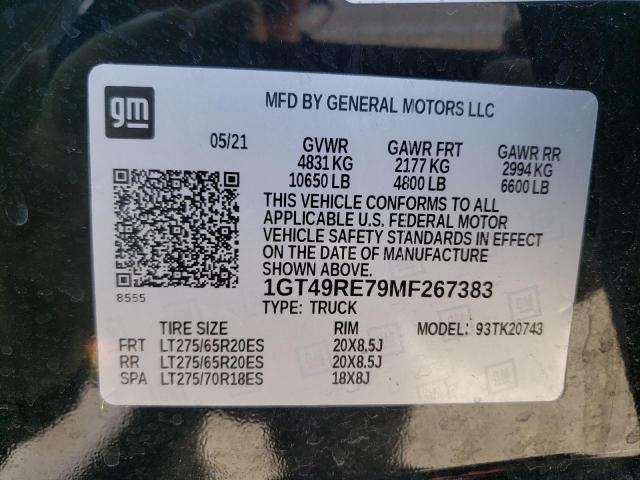 gm
MFD BY GENERAL MOTORS LLC
05/21 GVWR GAWR FRT GAWR RR
4831 KG 2177 KG 2994 KG
10650 LB 4800 LB 6600 LB
THIS VEHICLE CONFORMS TO ALL
APPLICABLE U.S. FEDERAL MOTOR
VEHICLE SAFETY STANDARDS IN EFFECT
ON THE DATE OF MANUFACTURE
SHOWN ABOVE.
8555
1GT49RE79MF267383
TYPE: TRUCK
TIRE SIZE RIM MODEL: 93TK20743
FRT LT275/65R20ES 20X8.5J
RR LT275/65R20ES 20X8.5J
SPA LT275/70R18ES 18X8J